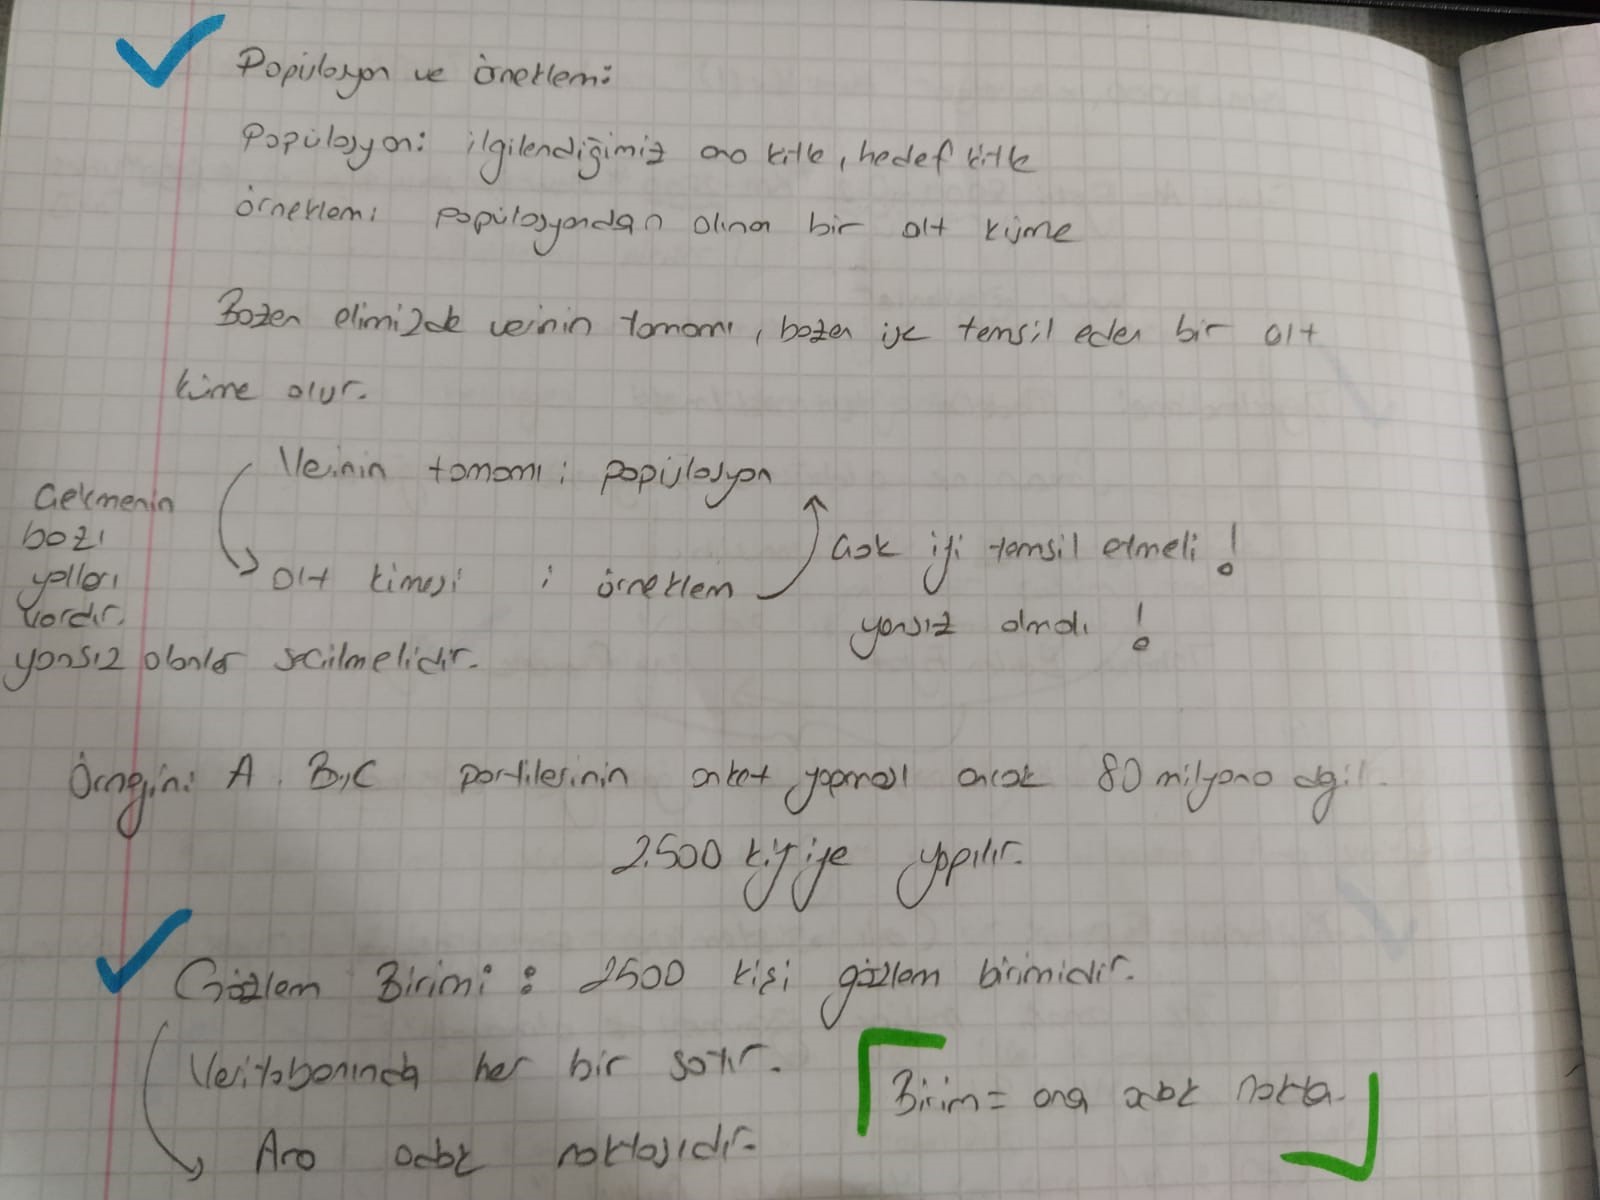 Popülasyon ve örneklem:
Popülasyon: ilgilendiğimiz ana kitle, hedef kitle
örneklem: popülasyondan alınan bir alt küme
Bazen elimizde verinin tamamı, bazen ise temsil eden bir alt
küme olur.
Verinin tamamı : popülasyon
Çekmenin
bazı
yolları
vardır.
yansız olanlar seçilmelidir.
Alt kümesi : örneklem
Çok iyi temsil etmeli !
yansız olmalı !
Örneğin: A, B, C partilerinin anket yapması ancak 80 milyona değil
2.500 kişiye yapılır.
Gözlem Birimi : 2500 kişi gözlem birimidir.
Veritabanında her bir satır.
Ana odak noktasıdır.
Birim = ana odak nokta.